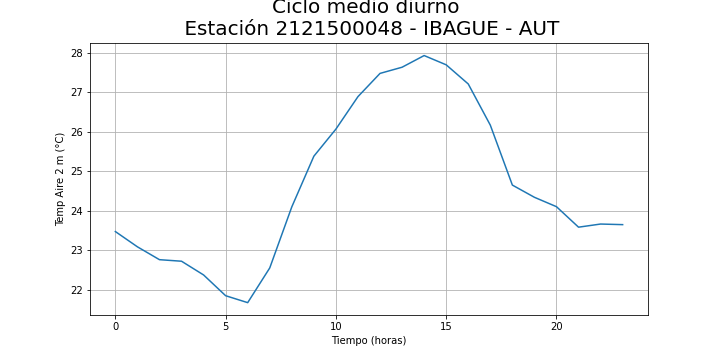 Ciclo medio diurno
Estación 2121500048 - IBAGUE - AUT
28
27
26
25
24
23
22
Temp Aire 2 m (°C)
0 5 10 15 20
Tiempo (horas)